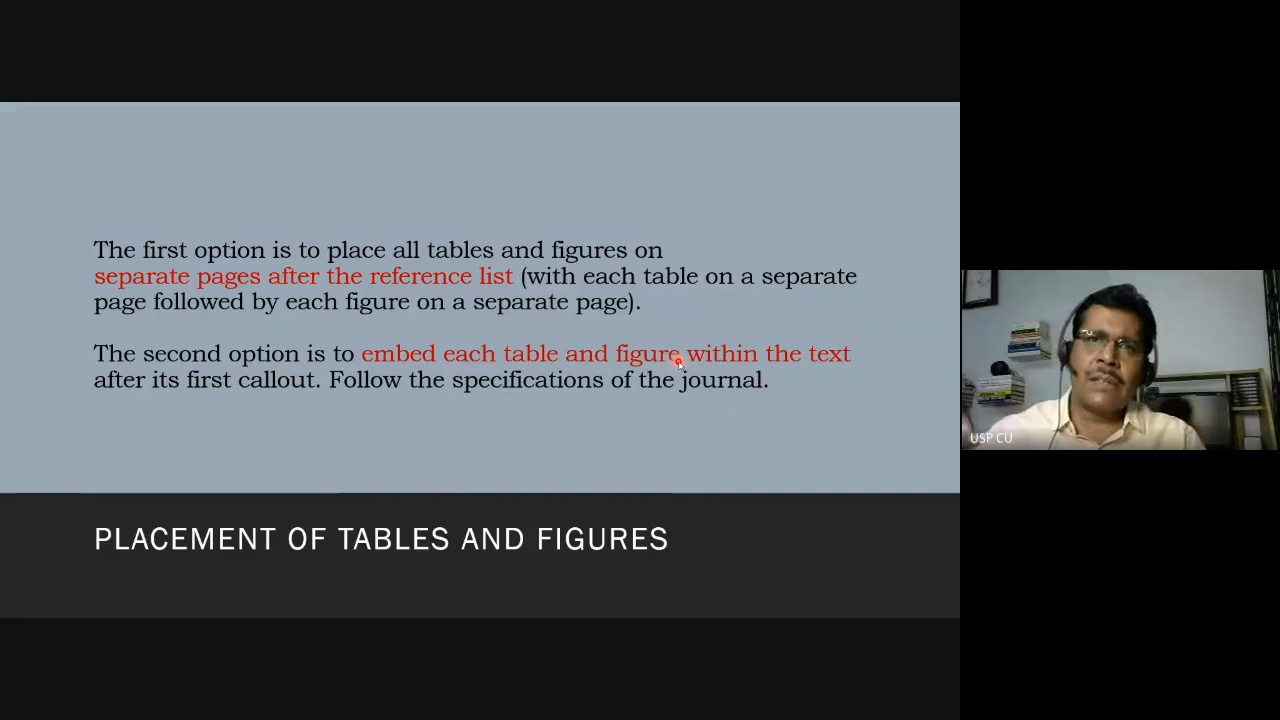 The first option is to place all tables and figures on
separate pages after the reference list (with each table on a separate
page followed by each figure on a separate page).
The second option is to embed each table and figure within the text
after its first callout. Follow the specifications of the journal.
PLACEMENT OF TABLES AND FIGURES
USP CU